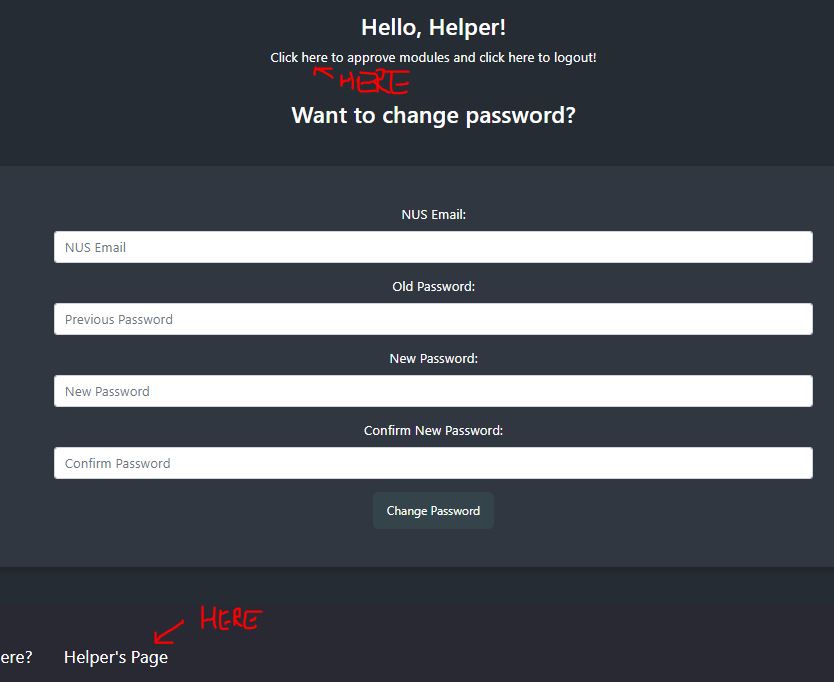 Hello, Helper!
Click here to approve modules and click here to logout!
HERE
Want to change password?
NUS Email:
NUS Email
Old Password:
Previous Password
New Password:
New Password
Confirm New Password:
Confirm Password
Change Password
HERE
ere? Helper's Page